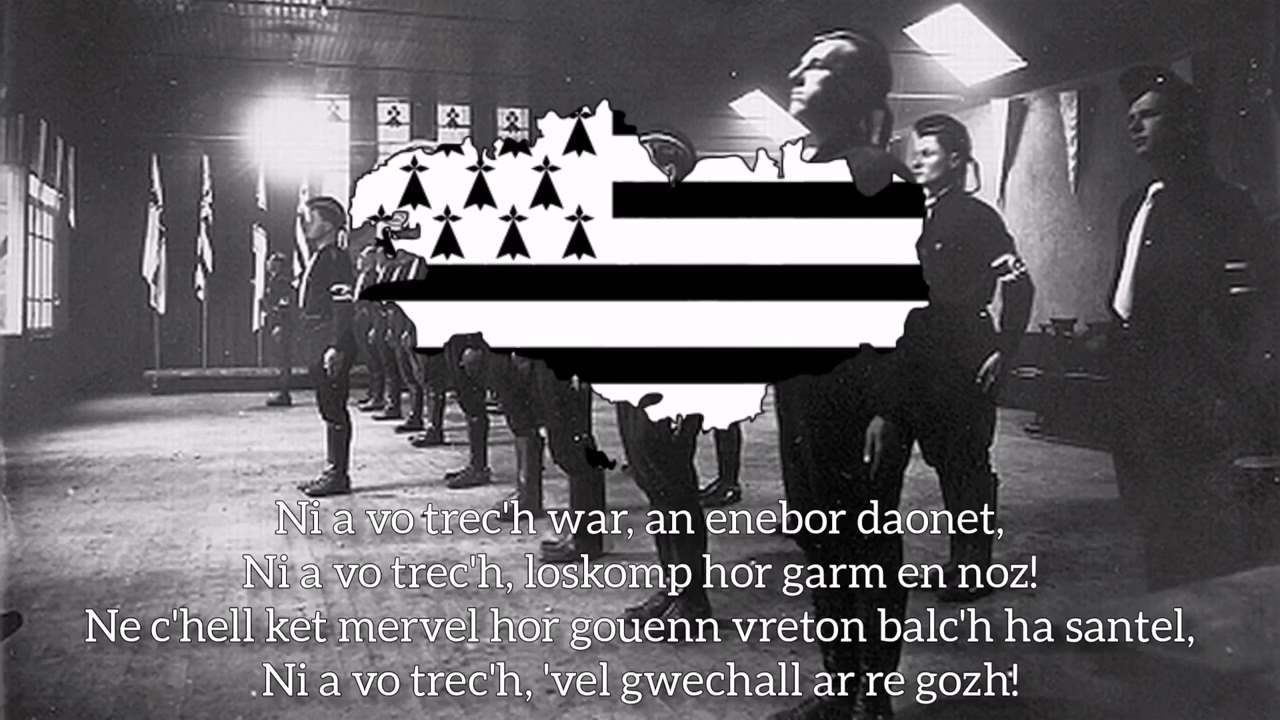 Ni a vo trec'h war, an enebor daonet,
Ni a vo trec'h, loskomp hor garm en noz!
Ne c'hell ket mervel hor gouenn vreton balc'h ha santel,
Ni a vo trec'h, 'vel gwechall ar re gozh!